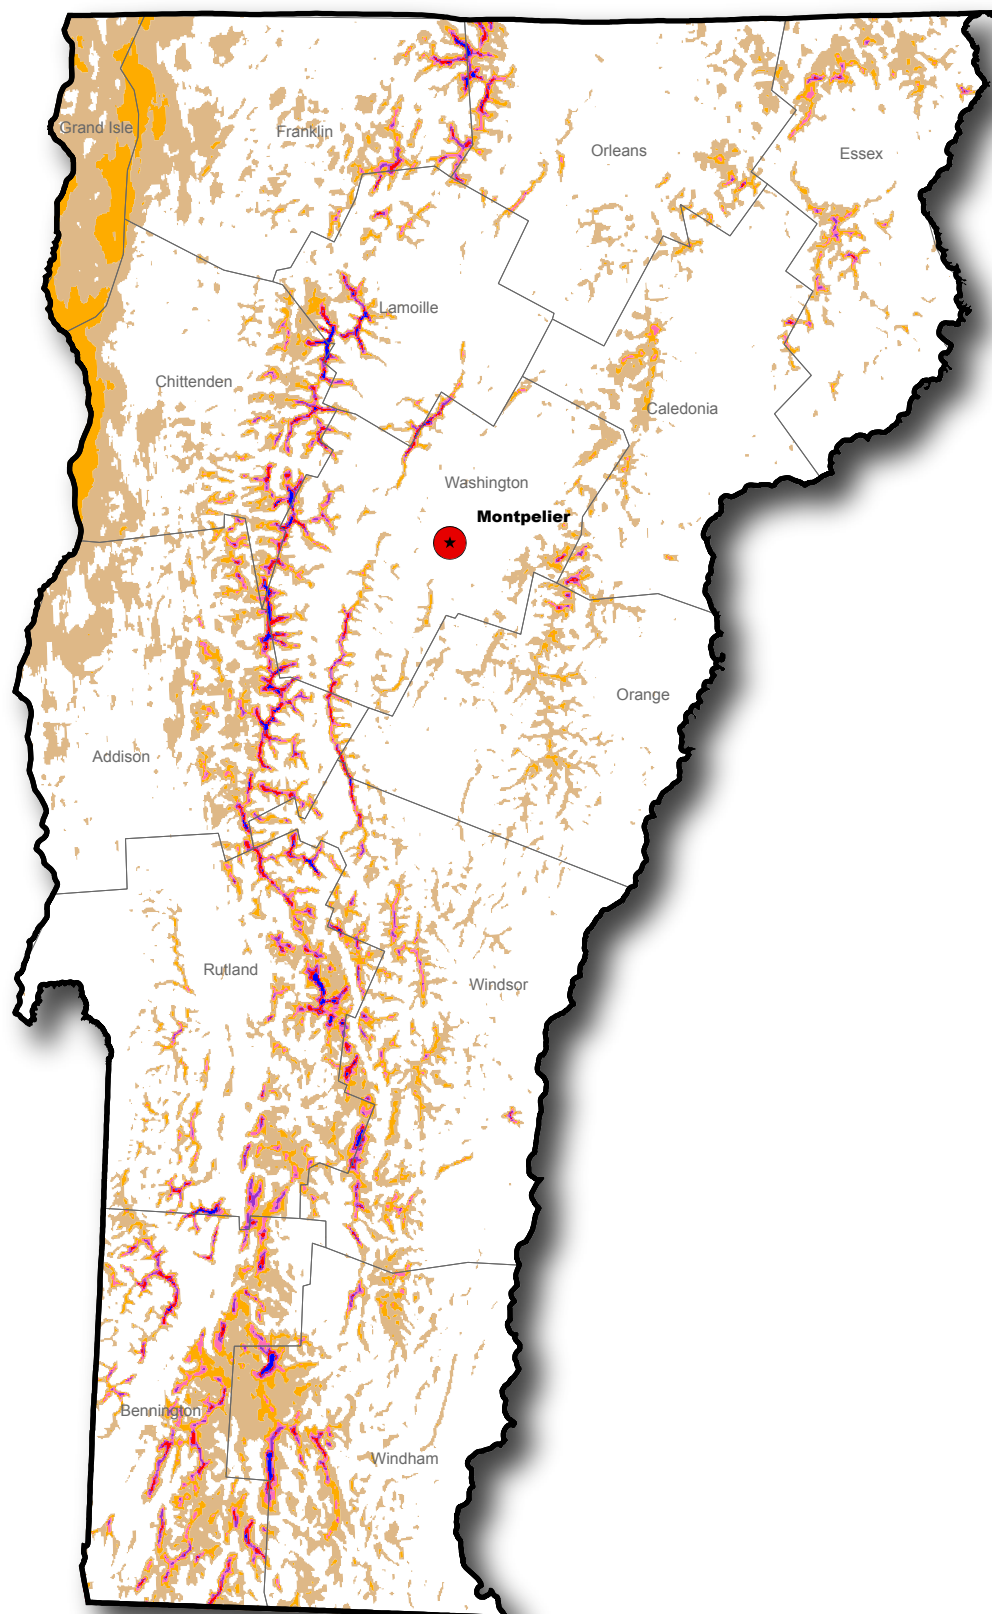 Grand Isle
Franklin
Orleans
Essex
Lamoille
Chittenden
Caledonia
Washington
Montpelier
Orange
Addison
Rutland
Windsor
Bennington
Windham